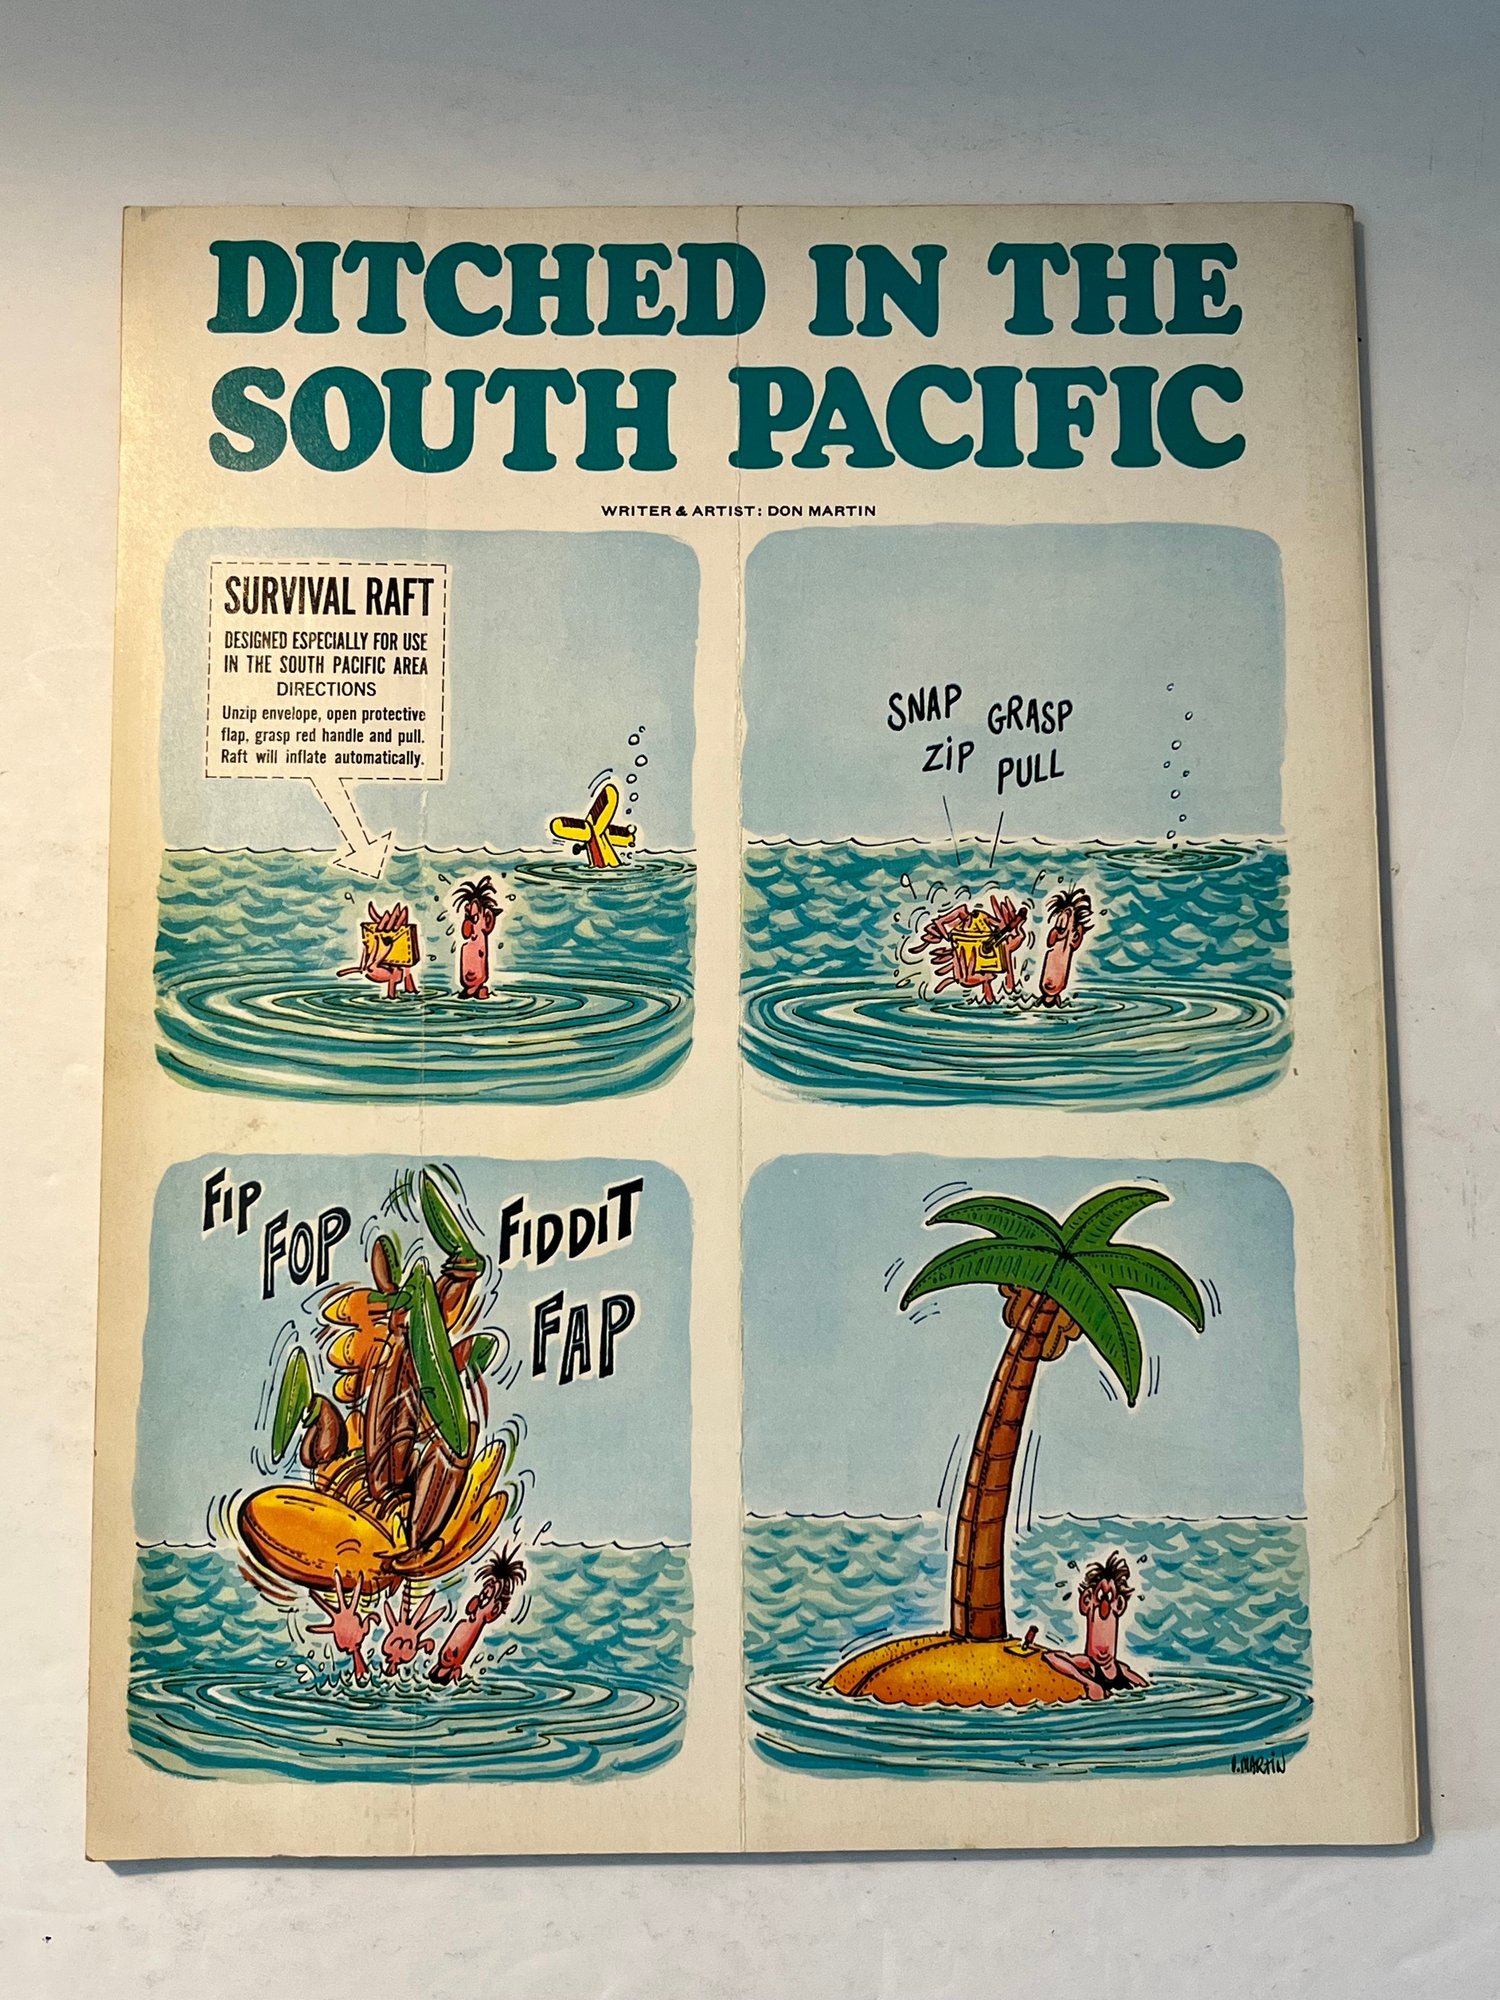 DITCHED IN THE
SOUTH PACIFIC
WRITER & ARTIST: DON MARTIN
SURVIVAL RAFT
DESIGNED ESPECIALLY FOR USE
IN THE SOUTH PACIFIC AREA
DIRECTIONS
Unzip envelope, open protective
flap, grasp red handle and pull.
Raft will inflate automatically.
SNAP
GRASP
ZiP
PULL
FIP
FOP
FIDDIT
FAP
D.MARTiN